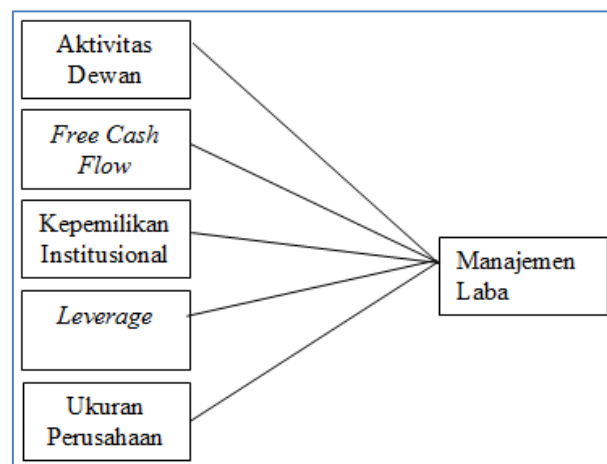 Aktivitas
Dewan
Free Cash
Flow
Kepemilikan
Institusional
Leverage
Ukuran
Perusahaan
Manajemen
Laba